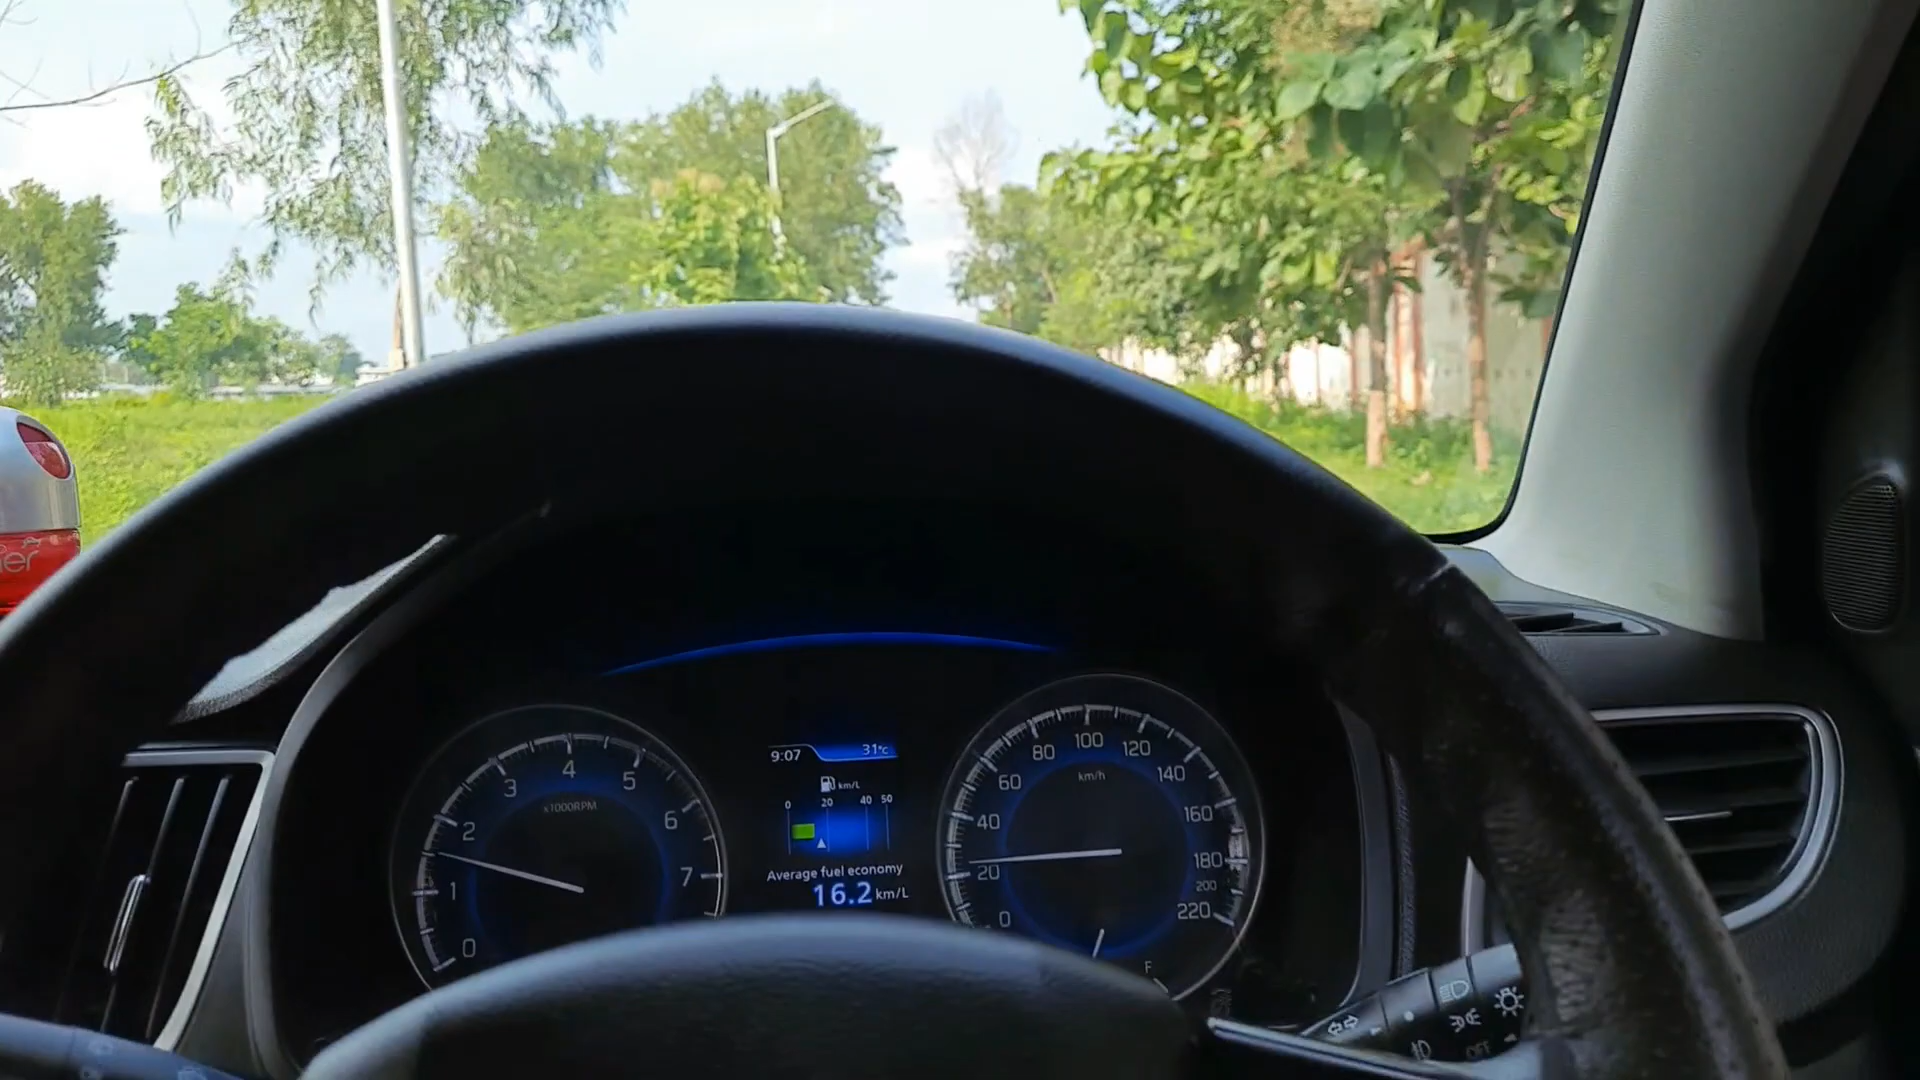 er
9:07 31°C
km/L
0 20 40 50
Average fuel economy
16.2 km/L
0 1 2 3 4 5 6 7
x1000RPM
0 20 40 60 80 100 120 140 160 180 200 220
km/h
F
OFF